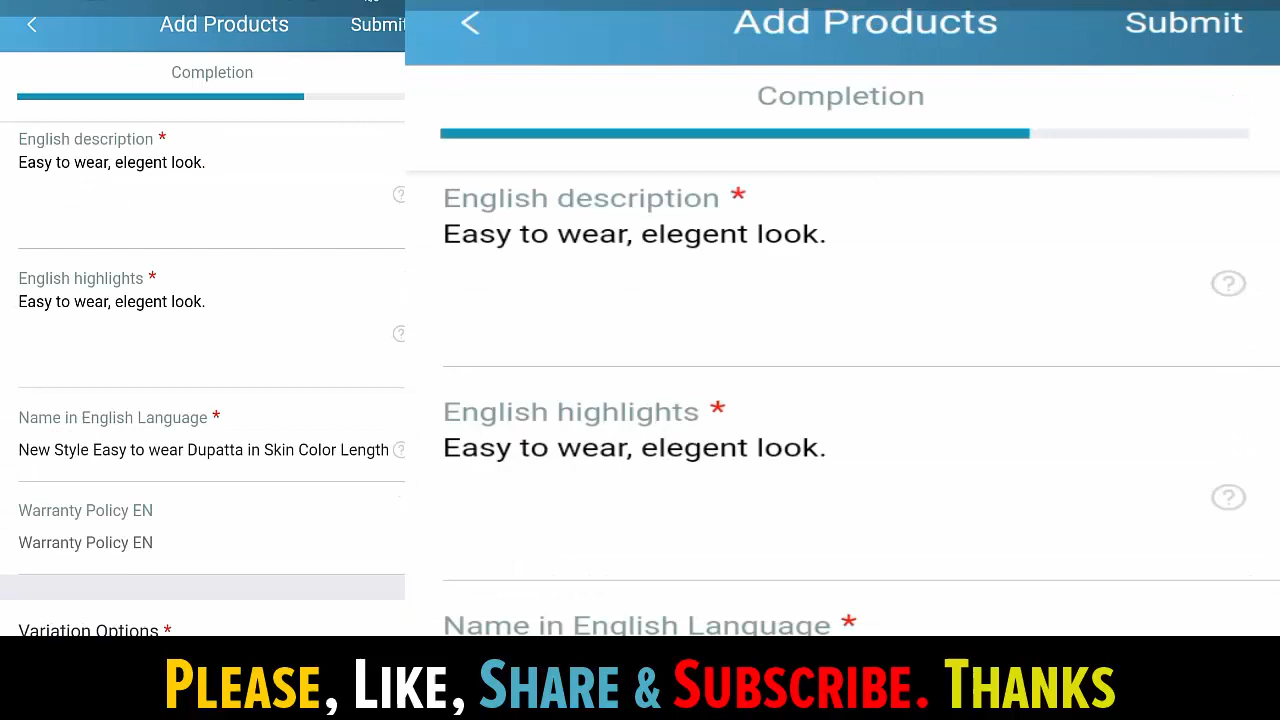 Add Products
Submit
Completion
English description *
Easy to wear, elegent look.
English highlights *
Easy to wear, elegent look.
Name in English Language *
New Style Easy to wear Dupatta in Skin Color Length
Warranty Policy EN
Warranty Policy EN
Variation Options *
Add Products
Submit
Completion
English description *
Easy to wear, elegent look.
English highlights *
Easy to wear, elegent look.
Name in English Language *
PLEASE, LIKE, SHARE & SUBSCRIBE. THANKS